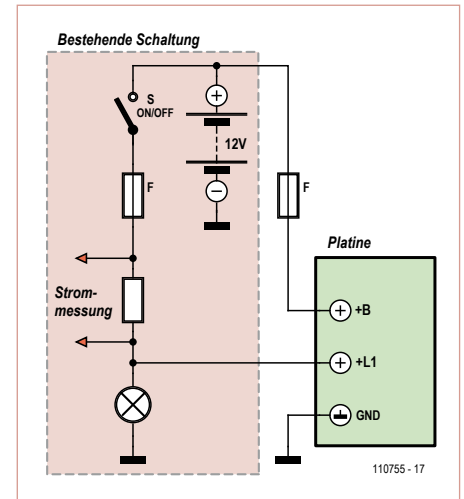 Bestehende Schaltung
S
ON/OFF
+
12V
−
F
F
Strom-
messung
Platine
+ +B
+ +L1
GND
110755 - 17